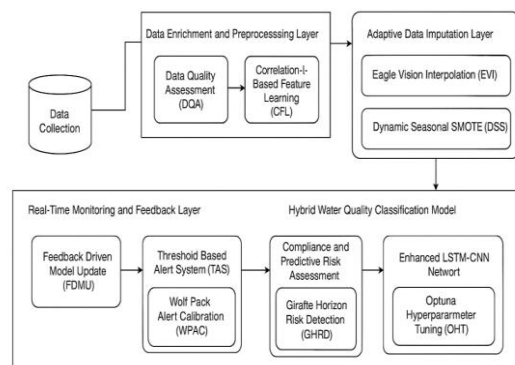 Data Enrichment and Preprocesssing Layer
Data Quality
Assessment
(DQA)
Correlation-I-
Based Feature
Learning
(CFL)
Data
Collection
Adaptive Data Imputation Layer
Eagle Vision Interpolation (EVI)
Dynamic Seasonal SMOTE (DSS)
Real-Time Monitoring and Feedback Layer
Hybrid Water Quality Classification Model
Feedback Driven
Model Update
(FDMU)
Threshold Based
Alert System (TAS)
Wolf Pack
Alert Calibration
(WPAC)
Compliance and
Predictive Risk
Assessment
Girafte Horizon
Risk Detection
(GHRD)
Enhanced LSTM-CNN
Networt
Optuna
Hyperpararmeter
Tuning (OHT)